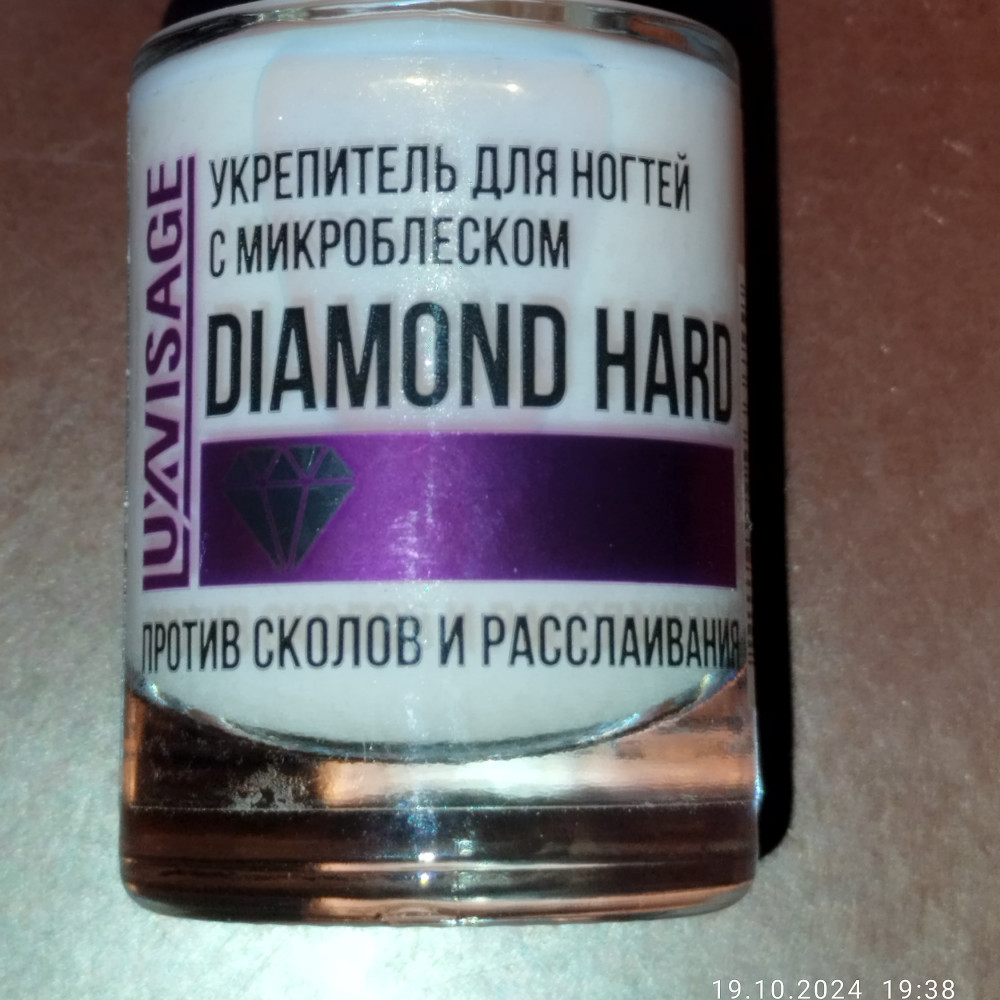 LUXVISAGE
УКРЕПИТЕЛЬ ДЛЯ НОГТЕЙ
С МИКРОБЛЕСКОМ
DIAMOND HARD
ПРОТИВ СКОЛОВ И РАССЛАИВАНИЯ
19.10.2024 19:38